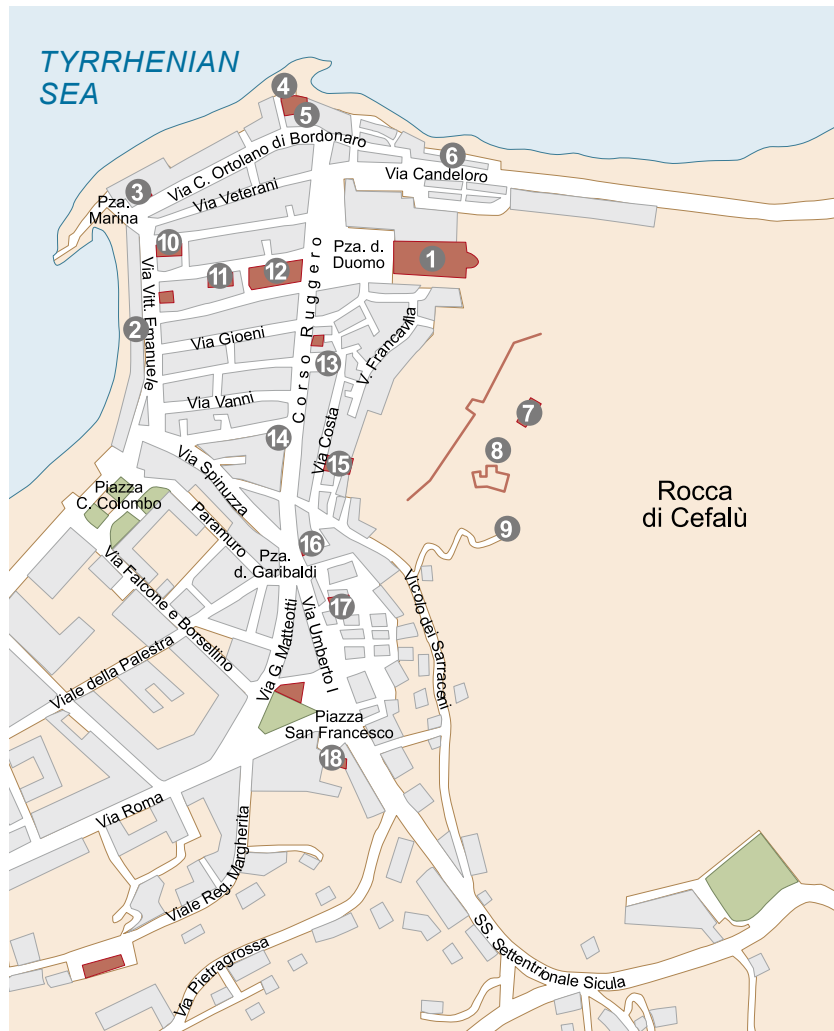 TYRRHENIAN
SEA
4
5
Via C. Ortolano di Bordonaro
6
Via Candeloro
3
Pza.
Marina
Via Veterani
10
Pza. d.
Duomo
1
11
12
Corso Ruggero
Via Vitt. Emanuele
2
Via Gioeni
13
V. Francavilla
Via Vanni
7
14
Via Costa
15
8
Via Spinuzza
Piazza
C. Colombo
Rocca
di Cefalù
Paramuro
9
16
Pza.
d. Garibaldi
Via Falcone e Borsellino
17
Vicolo dei Sarraceni
Via G. Matteotti
Via Umberto I
Viale della Palestra
Piazza
San Francesco
18
Via Roma
Viale Reg. Margherita
Via Pietragrossa
SS. Settentrionale Sicula